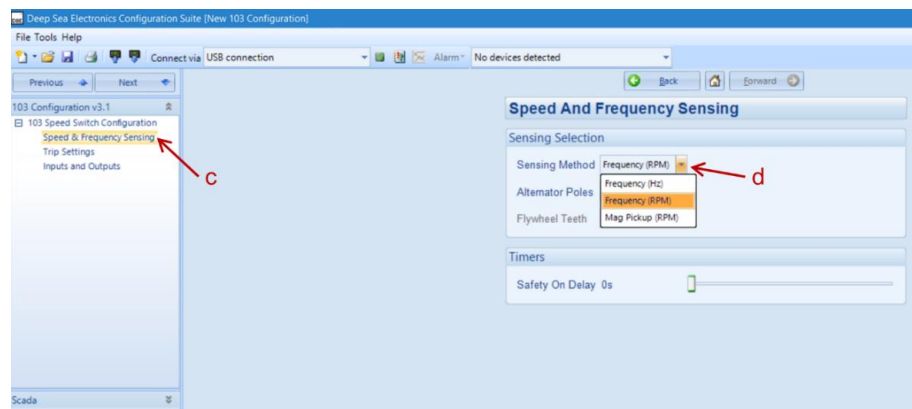 Deep Sea Electronics Configuration Suite [New 103 Configuration]
File Tools Help
Connect via USB connection Alarm No devices detected
Previous Next
Back Forward
103 Configuration v3.1
Speed And Frequency Sensing
103 Speed Switch Configuration
Speed & Frequency Sensing
Trip Settings
Inputs and Outputs
c
Sensing Selection
Sensing Method Frequency (RPM)
d
Frequency (Hz)
Alternator Poles
Frequency (RPM)
Flywheel Teeth Mag Pickup (RPM)
Timers
Safety On Delay 0s
Scada